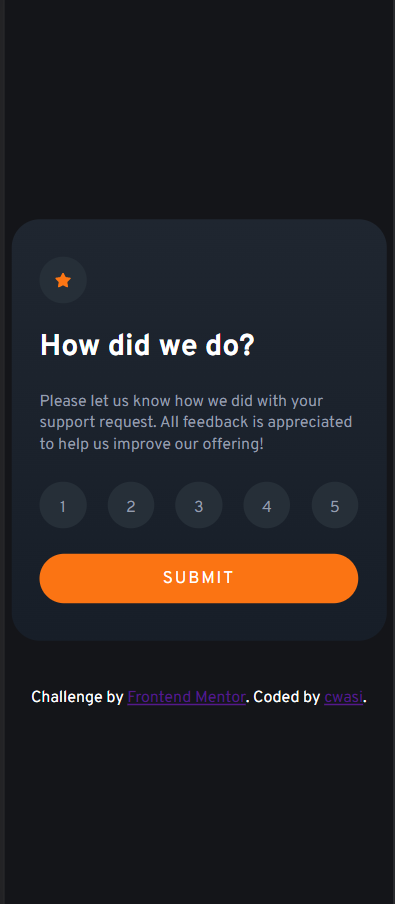 How did we do?
Please let us know how we did with your
support request. All feedback is appreciated
to help us improve our offering!
1 2 3 4 5
SUBMIT
Challenge by Frontend Mentor. Coded by cwasi.